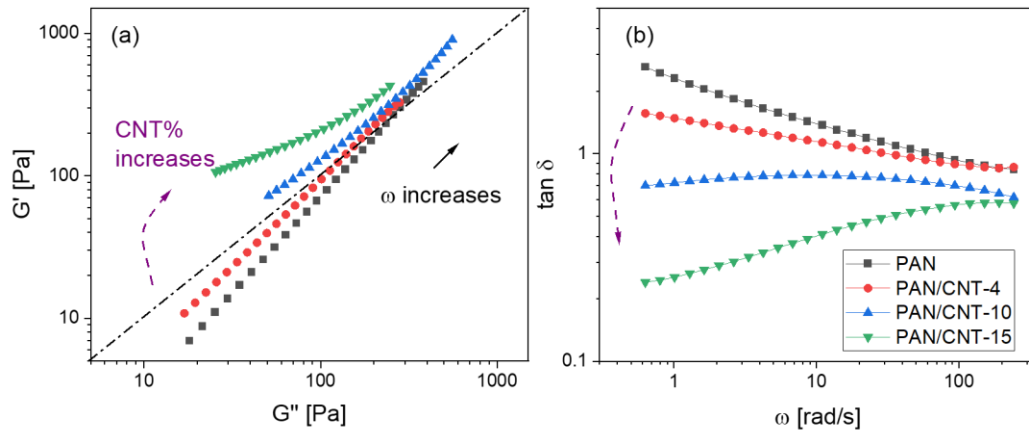 (a)
1000
100
10
G' [Pa]
CNT%
increases
ω increases
10
100
1000
G'' [Pa]
(b)
1
0.1
tan δ
PAN
PAN/CNT-4
PAN/CNT-10
PAN/CNT-15
1
10
100
ω [rad/s]